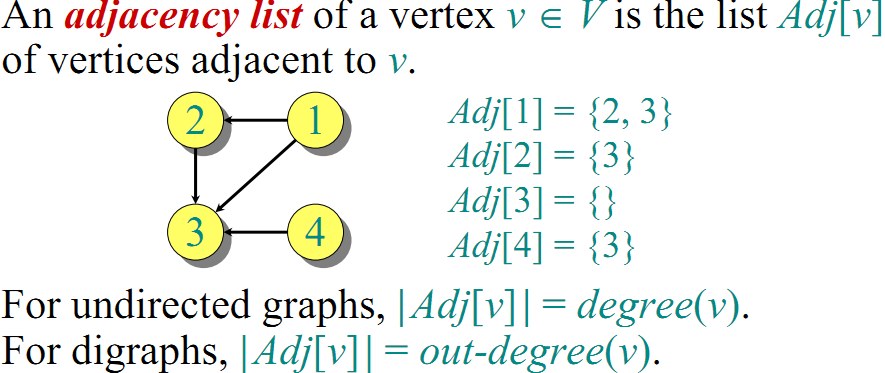 An adjacency list of a vertex v ∈ V is the list Adj[v]
of vertices adjacent to v.
2 1
3 4
Adj[1] = {2, 3}
Adj[2] = {3}
Adj[3] = {}
Adj[4] = {3}
For undirected graphs, |Adj[v]| = degree(v).
For digraphs, |Adj[v]| = out-degree(v).